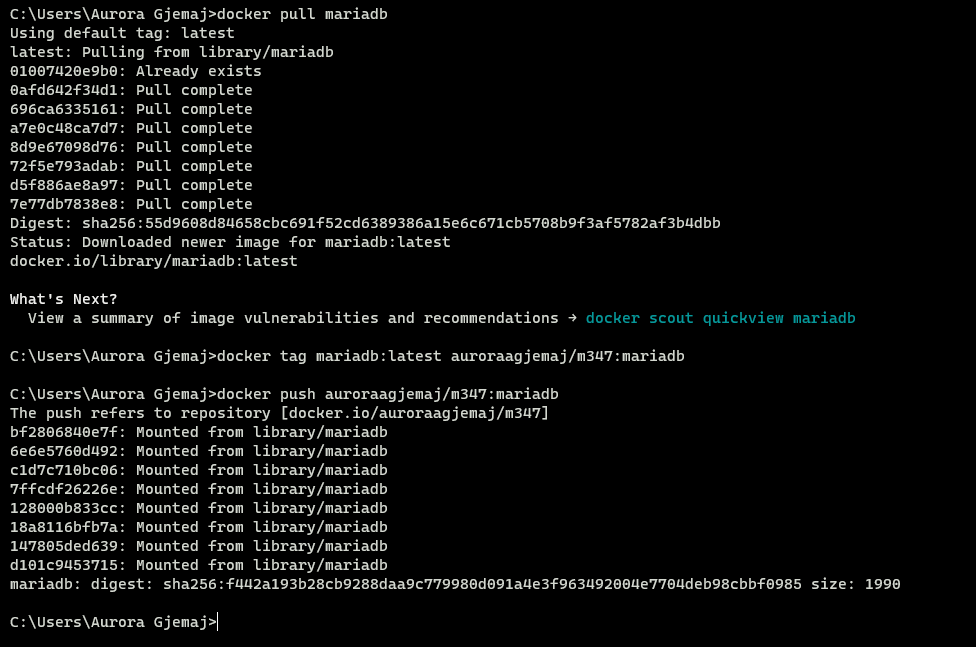 C:\Users\Aurora Gjemaj>docker pull mariadb
Using default tag: latest
latest: Pulling from library/mariadb
01007420e9b0: Already exists
0afd642f34d1: Pull complete
696ca6335161: Pull complete
a7e0c48ca7d7: Pull complete
8d9e67098d76: Pull complete
72f5e793adab: Pull complete
d5f886ae8a97: Pull complete
7e77db7838e8: Pull complete
Digest: sha256:55d9608d84658cbc691f52cd6389386a15e6c671cb5708b9f3af5782af3b4dbb
Status: Downloaded newer image for mariadb:latest
docker.io/library/mariadb:latest
What's Next?
View a summary of image vulnerabilities and recommendations → docker scout quickview mariadb
C:\Users\Aurora Gjemaj>docker tag mariadb:latest auroraagjemaj/m347:mariadb
C:\Users\Aurora Gjemaj>docker push auroraagjemaj/m347:mariadb
The push refers to repository [docker.io/auroraagjemaj/m347]
bf2806840e7f: Mounted from library/mariadb
6e6e5760d492: Mounted from library/mariadb
c1d7c710bc06: Mounted from library/mariadb
7ffcdf26226e: Mounted from library/mariadb
128000b833cc: Mounted from library/mariadb
18a8116bfb7a: Mounted from library/mariadb
147805ded639: Mounted from library/mariadb
d101c9453715: Mounted from library/mariadb
mariadb: digest: sha256:f442a193b28cb9288daa9c779980d091a4e3f963492004e7704deb98cbbf0985 size: 1990
C:\Users\Aurora Gjemaj>